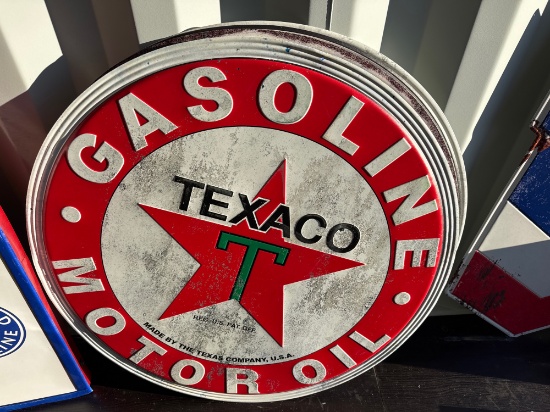 GASOLINE
TEXACO
T
REG. U.S. PAT. OFF.
MADE BY THE TEXAS COMPANY, U.S.A.
MOTOR OIL